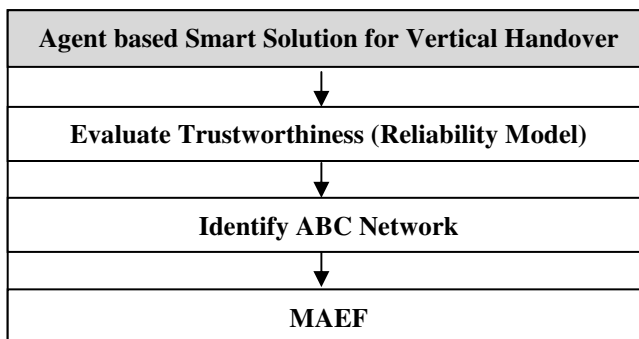 Agent based Smart Solution for Vertical Handover
Evaluate Trustworthiness (Reliability Model)
Identify ABC Network
MAEF